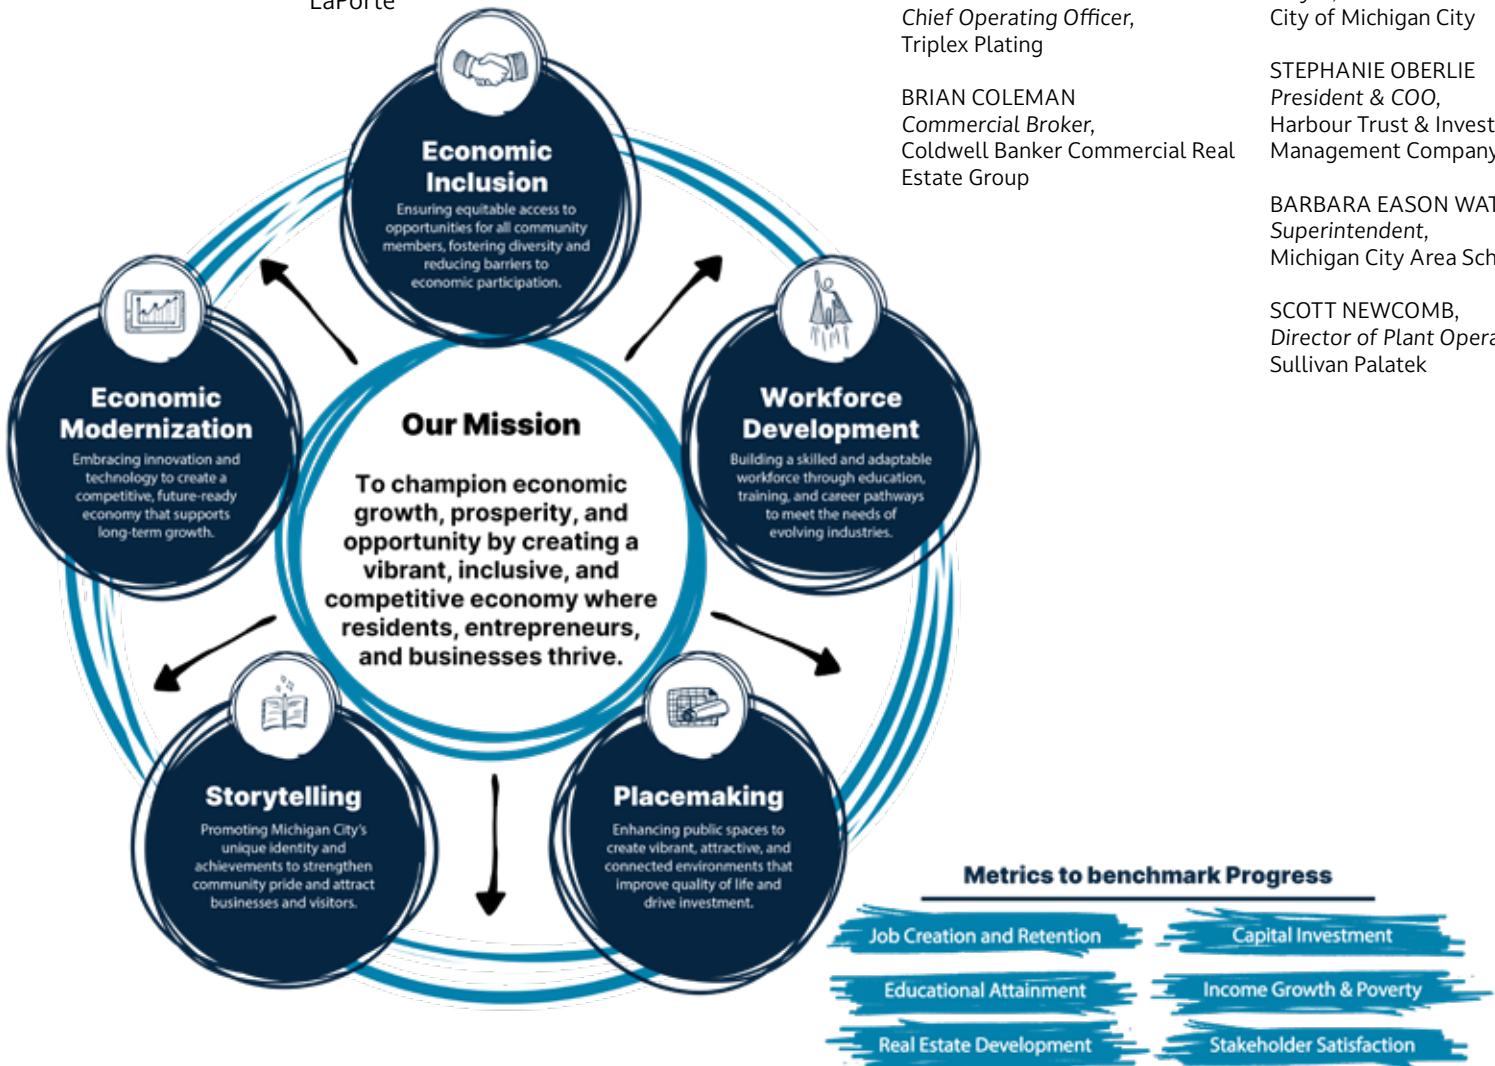 LaPorte
Chief Operating Officer,
Triplex Plating
BRIAN COLEMAN
Commercial Broker,
Coldwell Banker Commercial Real
Estate Group
City of Michigan City
STEPHANIE OBERLIE
President & COO,
Harbour Trust & Invest
Management Company
BARBARA EASON WAT
Superintendent,
Michigan City Area Sch
SCOTT NEWCOMB,
Director of Plant Opera
Sullivan Palatek
Economic
Inclusion
Ensuring equitable access to
opportunities for all community
members, fostering diversity and
reducing barriers to
economic participation.
Economic
Modernization
Embracing innovation and
technology to create a
competitive, future-ready
economy that supports
long-term growth.
Our Mission
To champion economic
growth, prosperity, and
opportunity by creating a
vibrant, inclusive, and
competitive economy where
residents, entrepreneurs,
and businesses thrive.
Workforce
Development
Building a skilled and adaptable
workforce through education,
training, and career pathways
to meet the needs of
evolving industries.
Storytelling
Promoting Michigan City's
unique identity and
achievements to strengthen
community pride and attract
businesses and visitors.
Placemaking
Enhancing public spaces to
create vibrant, attractive, and
connected environments that
improve quality of life and
drive investment.
Metrics to benchmark Progress
Job Creation and Retention
Capital Investment
Educational Attainment
Income Growth & Poverty
Real Estate Development
Stakeholder Satisfaction